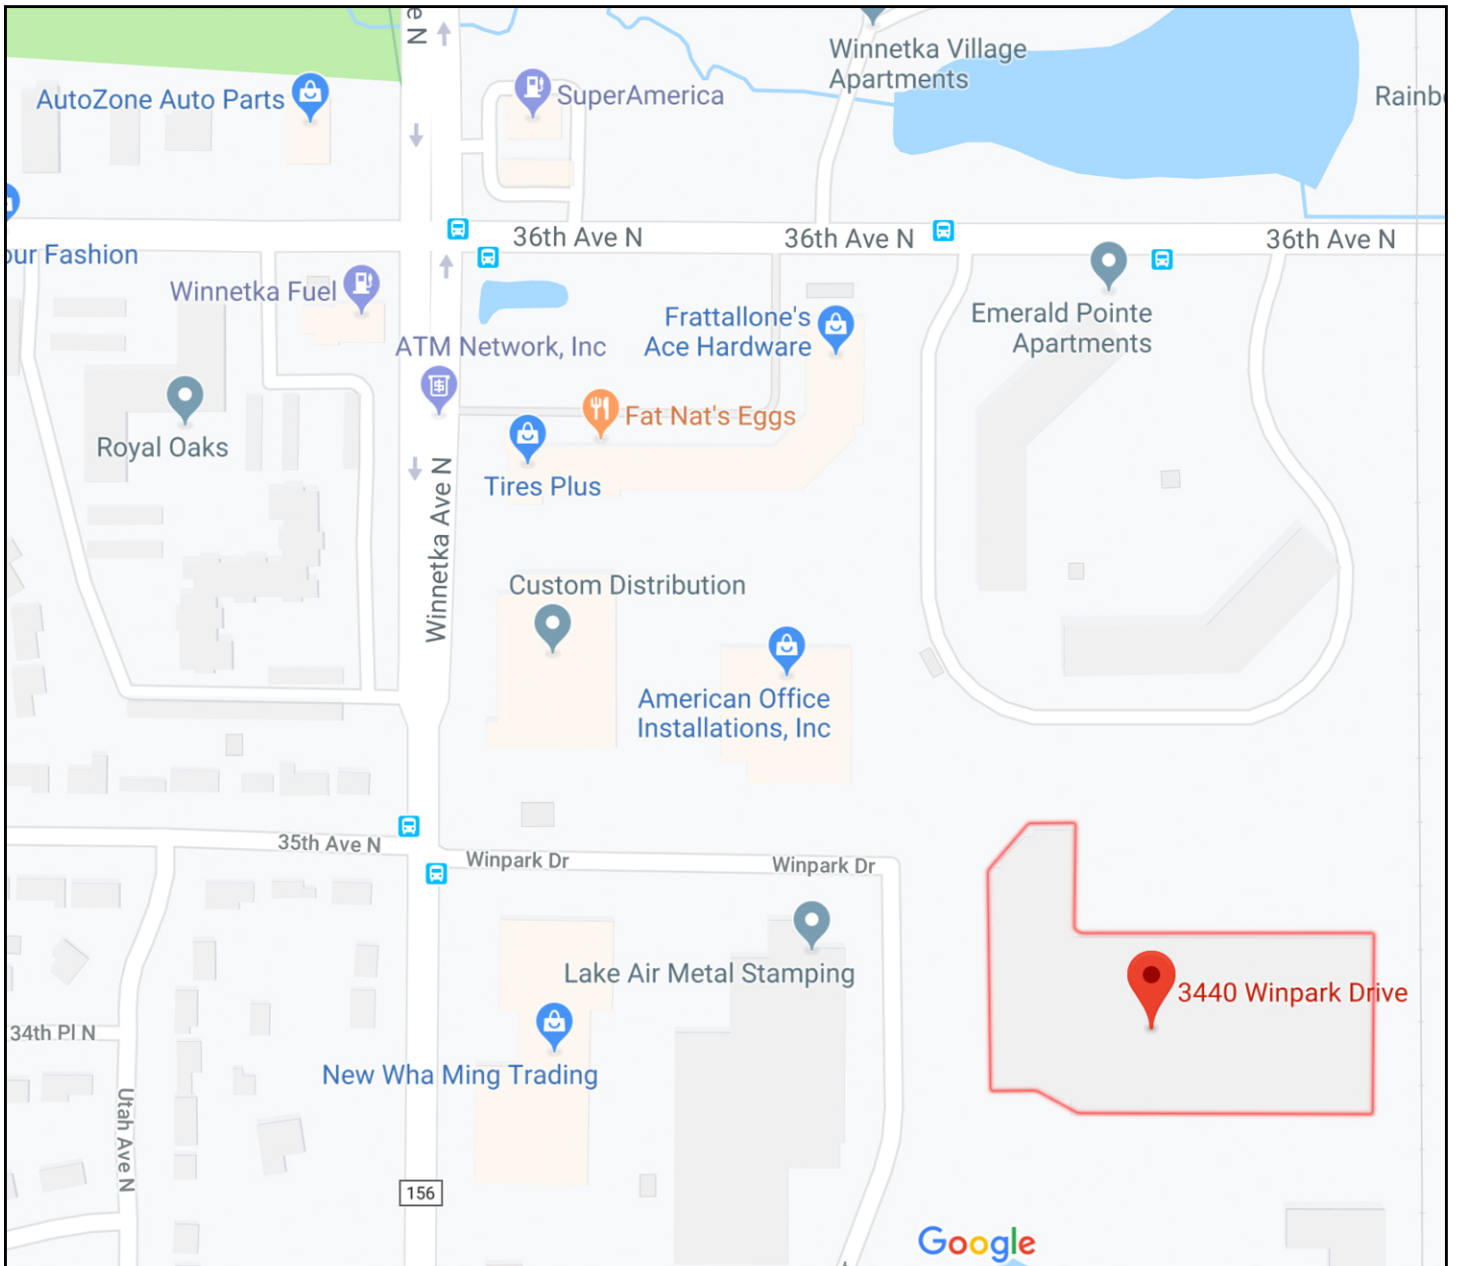 e N
Winnetka Village
Apartments
AutoZone Auto Parts
SuperAmerica
Rainb
36th Ave N
36th Ave N
36th Ave N
our Fashion
Winnetka Fuel
Frattallone's
Ace Hardware
Emerald Pointe
Apartments
ATM Network, Inc
Fat Nat's Eggs
Royal Oaks
Tires Plus
Winnetka Ave N
Custom Distribution
American Office
Installations, Inc
35th Ave N
Winpark Dr
Winpark Dr
Lake Air Metal Stamping
3440 Winpark Drive
34th Pl N
New Wha Ming Trading
Utah Ave N
156
Google